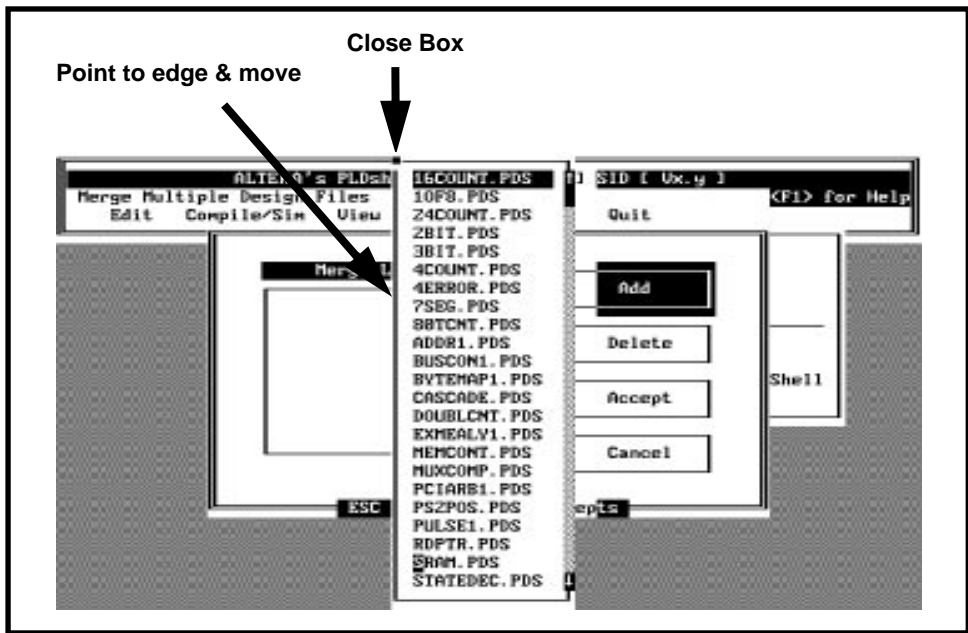 Close Box
Point to edge & move
ALTERA's PLDsh
SID [ Vx.y ]
Merge Multiple Design Files
<F1> for Help
Edit Compile/Sim View Quit
16COUNT.PDS
10F8.PDS
24COUNT.PDS
2BIT.PDS
3BIT.PDS
4COUNT.PDS
4ERROR.PDS
7SEG.PDS
88TCNT.PDS
ADDR1.PDS
BUSCON1.PDS
BYTEMAP1.PDS
CASCADE.PDS
DOUBLCNT.PDS
EXMEALY1.PDS
MEMCONT.PDS
MUXCOMP.PDS
PCIARB1.PDS
PS2POS.PDS
PULSE1.PDS
RDPTR.PDS
SRAM.PDS
STATEDEC.PDS
Add
Delete
Accept
Cancel
Shell
ESC
epts